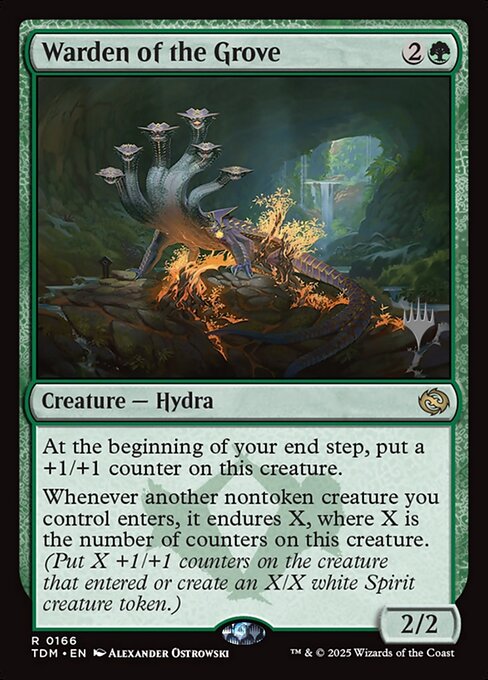 Warden of the Grove 2
Creature — Hydra
At the beginning of your end step, put a
+1/+1 counter on this creature.
Whenever another nontoken creature you
control enters, it endures X, where X is
the number of counters on this creature.
(Put X +1/+1 counters on the creature
that entered or create an X/X white Spirit
creature token.)
2/2
R 0166
TDM • EN Alexander Ostrowski
™ & © 2025 Wizards of the Coast